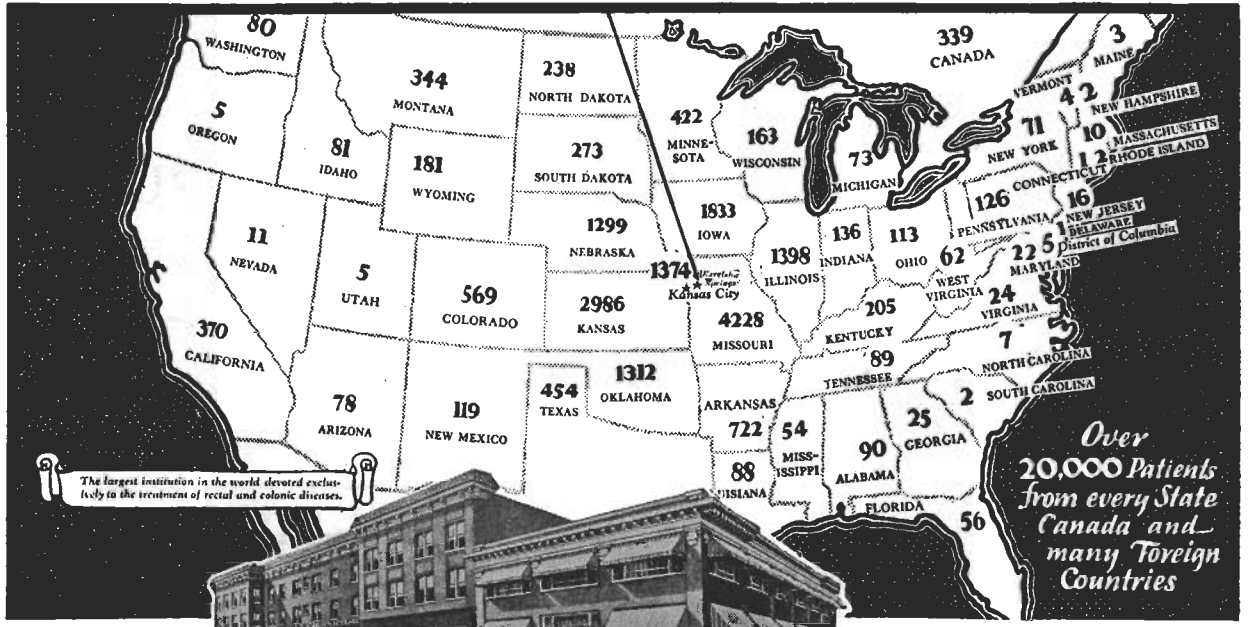 80
WASHINGTON
5
OREGON
81
IDAHO
344
MONTANA
181
WYOMING
238
NORTH DAKOTA
273
SOUTH DAKOTA
1299
NEBRASKA
2986
KANSAS
11
NEVADA
5
UTAH
569
COLORADO
370
CALIFORNIA
78
ARIZONA
119
NEW MEXICO
454
TEXAS
1312
OKLAHOMA
422
MINNE-
SOTA
163
WISCONSIN
73
MICHIGAN
1833
IOWA
1398
ILLINOIS
136
INDIANA
113
OHIO
1374
Springs
Kansas City
4228
MISSOURI
205
KENTUCKY
89
TENNESSEE
ARKANSAS
722
88
UISIANA
54
MISS-
ISSIPPI
90
ALABAMA
25
GEORGIA
FLORIDA
56
339
CANADA
3
MAINE
VERMONT
4
2
NEW HAMPSHIRE
71
NEW YORK
10
MASSACHUSETTS
1 2
RHODE ISLAND
CONNECTICUT
126
PENNSYLVANIA
16
NEW JERSEY
1
DELAWARE
5
District of Columbia
22
MARYLAND
62
WEST
VIRGINIA
24
VIRGINIA
7
NORTH CAROLINA
2
SOUTH CAROLINA
The largest institution in the world devoted exclus-
ively to the treatment of rectal and colonic diseases.
Over
20,000 Patients
from every State
Canada and
many Foreign
Countries